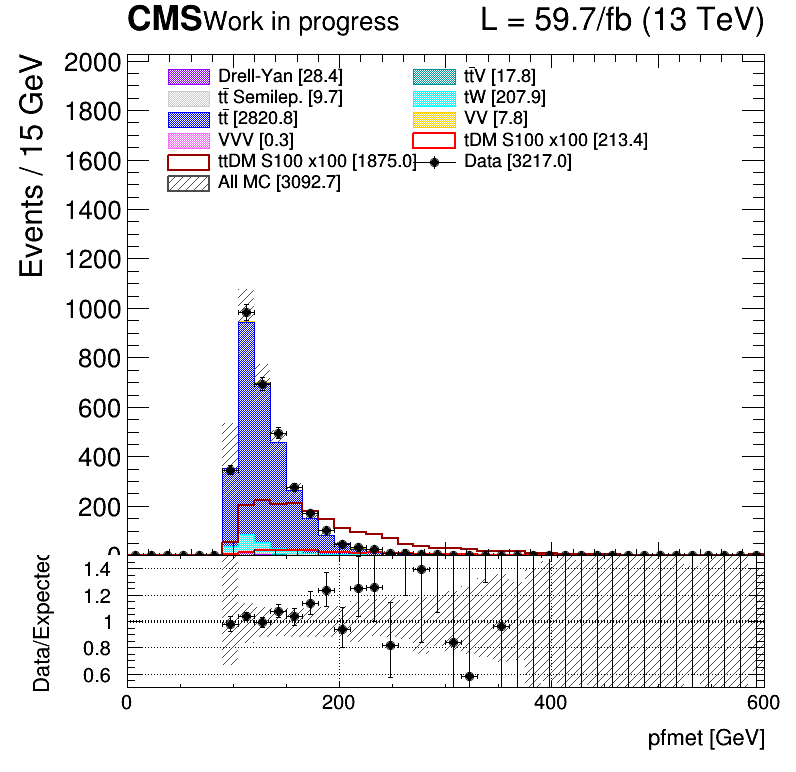 CMS Work in progress L = 59.7/fb (13 TeV)
Events / 15 GeV
2000
1800
1600
1400
1200
1000
800
600
400
200
0
Drell-Yan [28.4] tt̄V [17.8]
tt̄ Semilep. [9.7] tW [207.9]
tt̄ [2820.8] VV [7.8]
VVV [0.3] tDM S100 x100 [213.4]
ttDM S100 x100 [1875.0] Data [3217.0]
All MC [3092.7]
Data/Expected
1.4
1.2
1
0.8
0.6
0 200 400 600
pfmet [GeV]